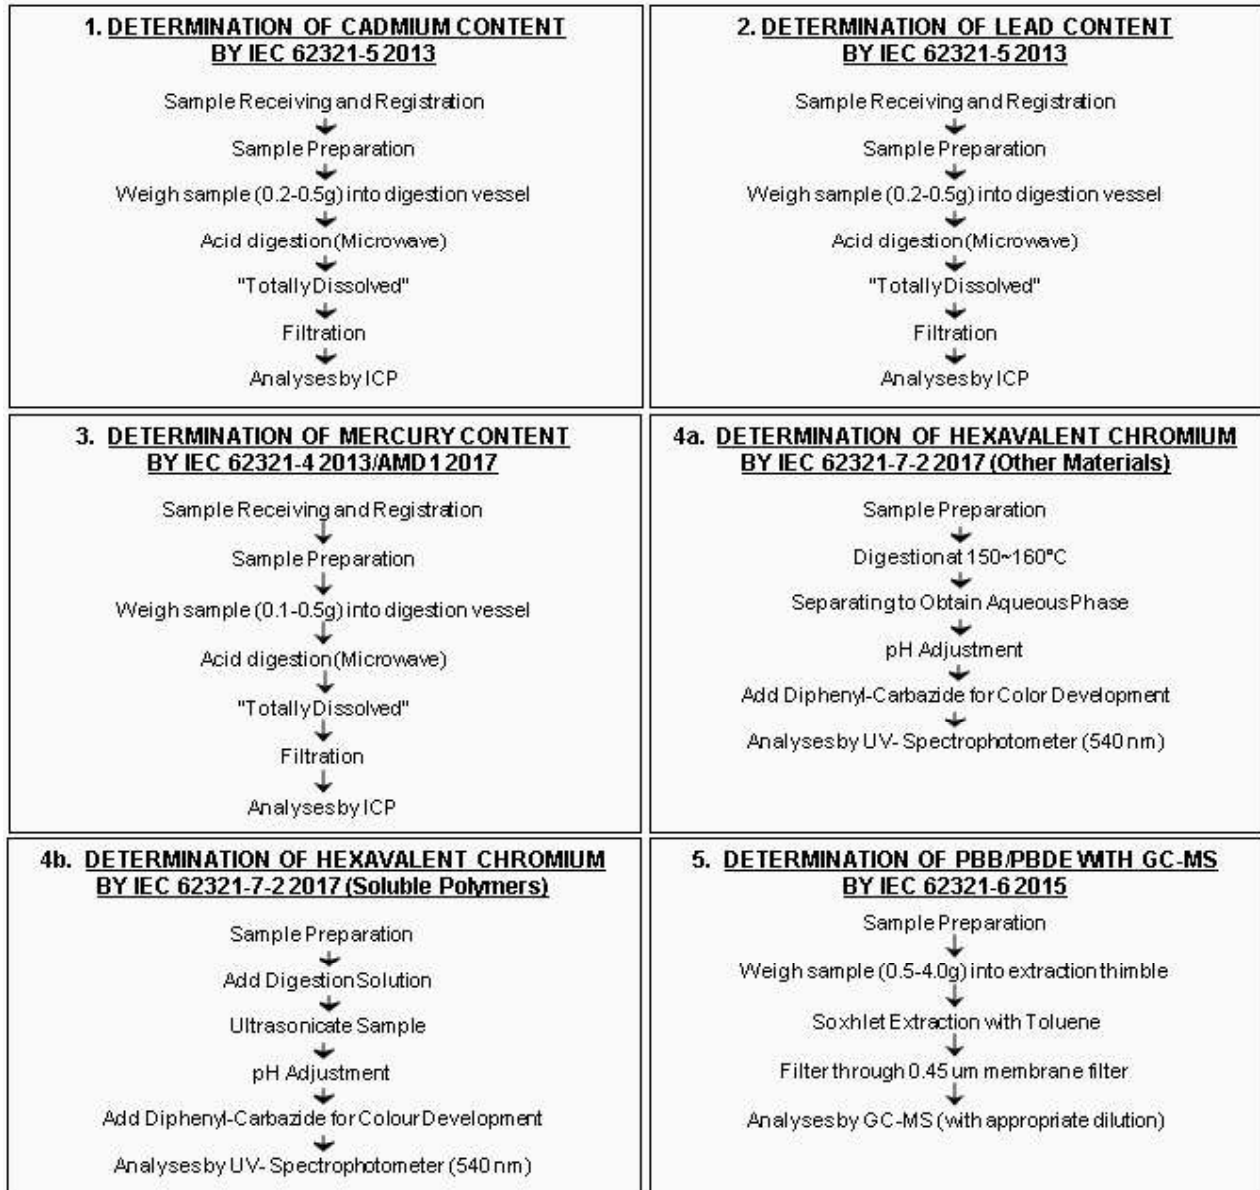 1. DETERMINATION OF CADMIUM CONTENT
BY IEC 62321-5 2013
Sample Receiving and Registration
Sample Preparation
Weigh sample (0.2-0.5g) into digestion vessel
Acid digestion (Microwave)
"Totally Dissolved"
Filtration
Analyses by ICP
2. DETERMINATION OF LEAD CONTENT
BY IEC 62321-5 2013
Sample Receiving and Registration
Sample Preparation
Weigh sample (0.2-0.5g) into digestion vessel
Acid digestion (Microwave)
"Totally Dissolved"
Filtration
Analyses by ICP
3. DETERMINATION OF MERCURY CONTENT
BY IEC 62321-4 2013/AMD1 2017
Sample Receiving and Registration
Sample Preparation
Weigh sample (0.1-0.5g) into digestion vessel
Acid digestion (Microwave)
"Totally Dissolved"
Filtration
Analyses by ICP
4a. DETERMINATION OF HEXAVALENT CHROMIUM
BY IEC 62321-7-2 2017 (Other Materials)
Sample Preparation
Digestion at 150~160°C
Separating to Obtain Aqueous Phase
pH Adjustment
Add Diphenyl-Carbazide for Color Development
Analyses by UV- Spectrophotometer (540 nm)
4b. DETERMINATION OF HEXAVALENT CHROMIUM
BY IEC 62321-7-2 2017 (Soluble Polymers)
Sample Preparation
Add Digestion Solution
Ultrasonicate Sample
pH Adjustment
Add Diphenyl-Carbazide for Colour Development
Analyses by UV- Spectrophotometer (540 nm)
5. DETERMINATION OF PBB/PBDE WITH GC-MS
BY IEC 62321-6 2015
Sample Preparation
Weigh sample (0.5-4.0g) into extraction thimble
Soxhlet Extraction with Toluene
Filter through 0.45 um membrane filter
Analyses by GC-MS (with appropriate dilution)